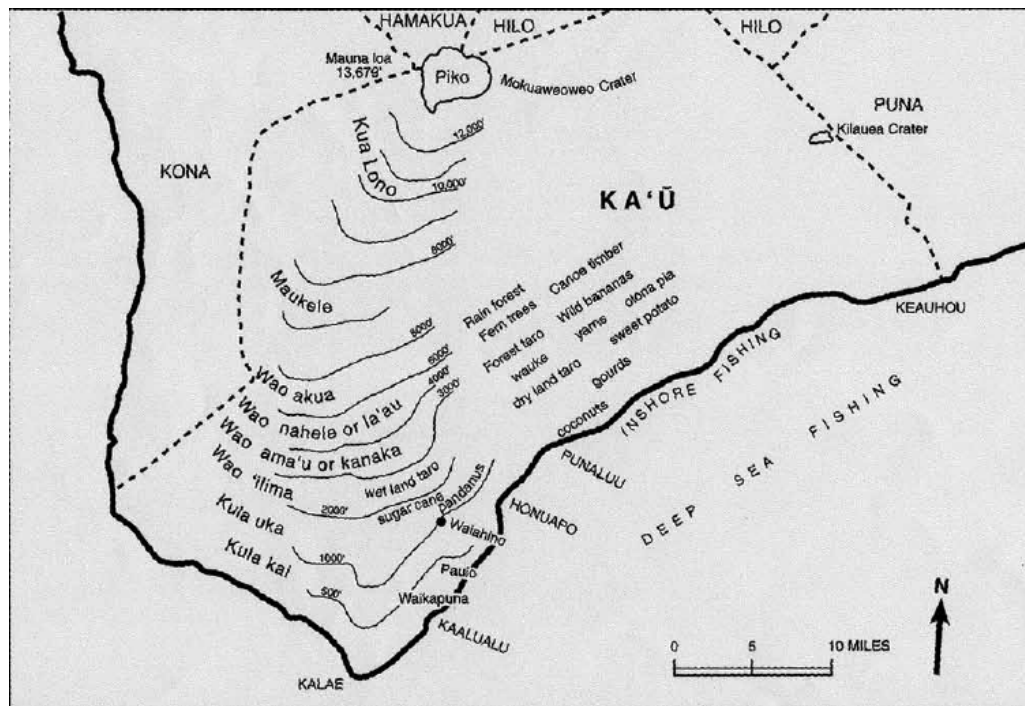 HAMAKUA
HILO
HILO
Mauna loa
13,679'
Piko
Mokuaweoweo Crater
PUNA
Kilauea Crater
KONA
Kua Lono
12,000'
10,000'
KA'Ū
8000'
Maukele
Rain forest
Canoe timber
Fern trees
Wild bananas
Forest taro
olona pia
wauke
yams
sweet potato
dry land taro
gourds
coconuts
KEAUHOU
INSHORE FISHING
DEEP SEA FISHING
Wao akua
6000'
5000'
4000'
3000'
Wao nahele or la'au
Wao ama'u or kanaka
Wao 'ilima
wet land taro
sugar cane
pandanus
2000'
PUNALUU
HONUAPO
Kula uka
Waiahino
1000'
Kula kai
500'
Paulo
Waikapuna
KAALUALU
KALAE
N
0 5 10 MILES